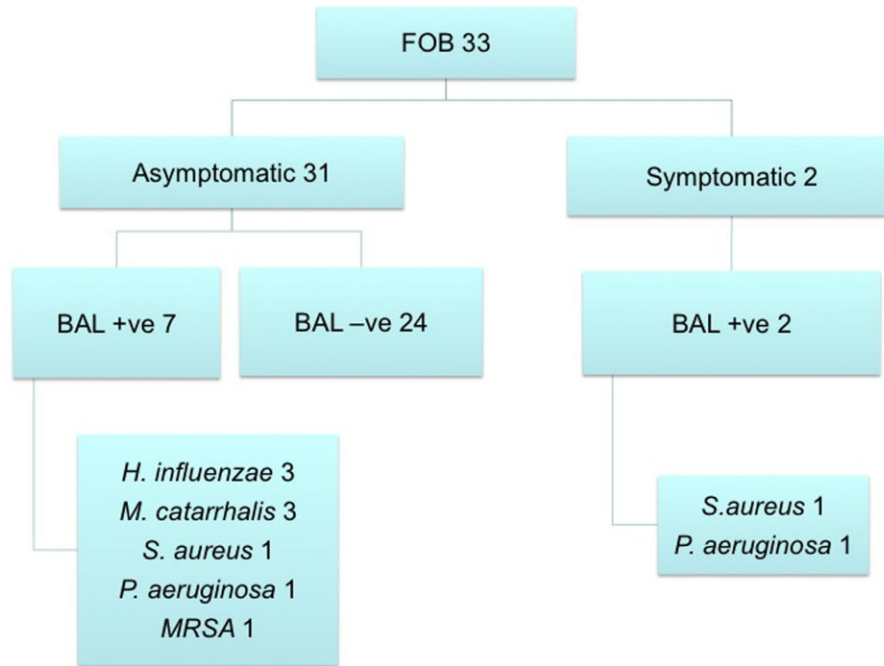 FOB 33
Asymptomatic 31
Symptomatic 2
BAL +ve 7
BAL –ve 24
BAL +ve 2
H. influenzae 3
M. catarrhalis 3
S. aureus 1
P. aeruginosa 1
MRSA 1
S.aureus 1
P. aeruginosa 1